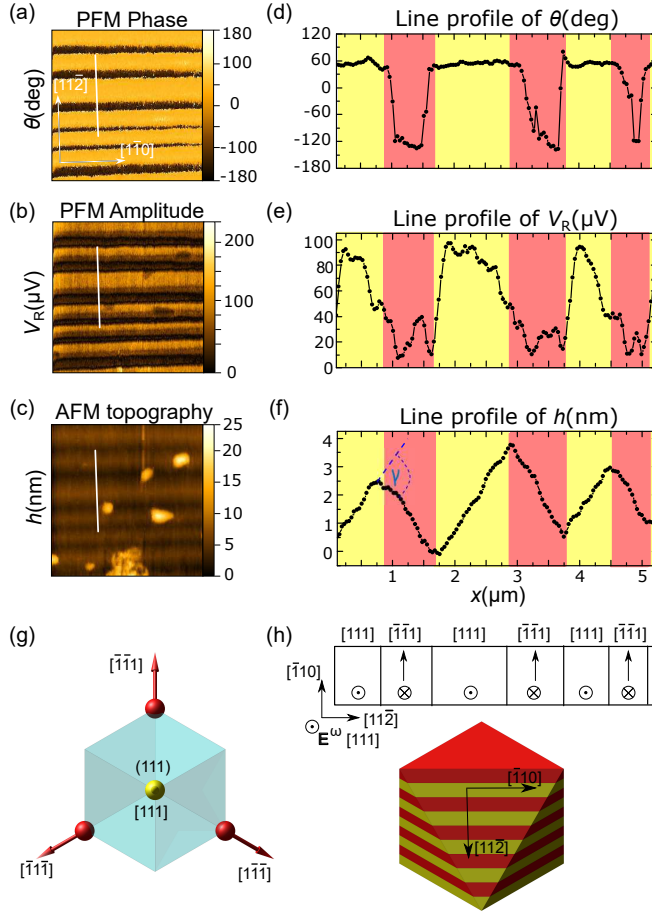 (a) PFM Phase
θ(deg)
180
100
0
-100
-180
[112̄]
[1̄10]
(b) PFM Amplitude
V_R(µV)
200
100
0
(c) AFM topography
h(nm)
25
20
15
10
5
0
(d) Line profile of θ(deg)
180
120
60
0
-60
-120
-180
(e) Line profile of V_R(µV)
100
80
60
40
20
0
(f) Line profile of h(nm)
4
3
2
1
0
γ
1 2 3 4 5
x(µm)
(g)
[1̄1̄1]
(111)
[111]
[1̄11̄] [11̄1̄]
(h)
[111] [1̄1̄1] [111] [1̄1̄1] [111] [1̄1̄1]
[1̄10]
[112̄]
E^ω [111]
[1̄10]
[112̄]